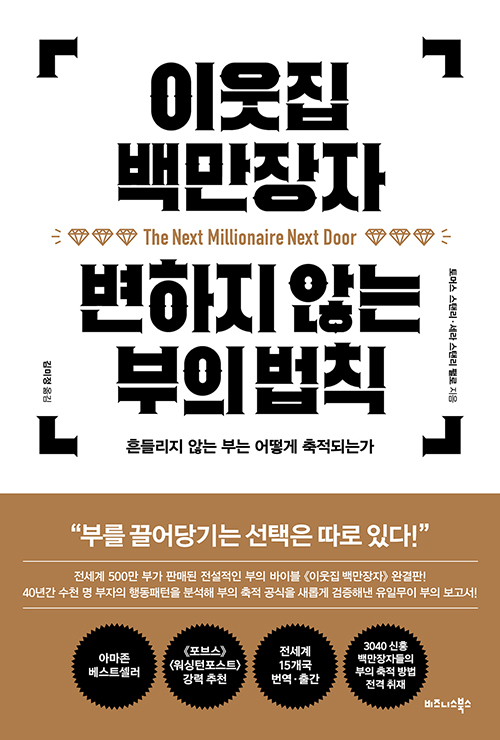 이웃집
백만장자
The Next Millionaire Next Door
변하지 않는
부의 법칙
토머스 스탠리·세라 스탠리 팰로 지음
김미정 옮김
흔들리지 않는 부는 어떻게 축적되는가
“부를 끌어당기는 선택은 따로 있다!”
전세계 500만 부가 판매된 전설적인 부의 바이블 《이웃집 백만장자》 완결판!
40년간 수천 명 부자의 행동패턴을 분석해 부의 축적 공식을 새롭게 검증해낸 유일무이 부의 보고서!
아마존
베스트셀러
《포브스》
〈워싱턴포스트〉
강력 추천
전세계
15개국
번역·출간
3040 신흥
백만장자들의
부의 축적 방법
전격 취재
비즈니스북스